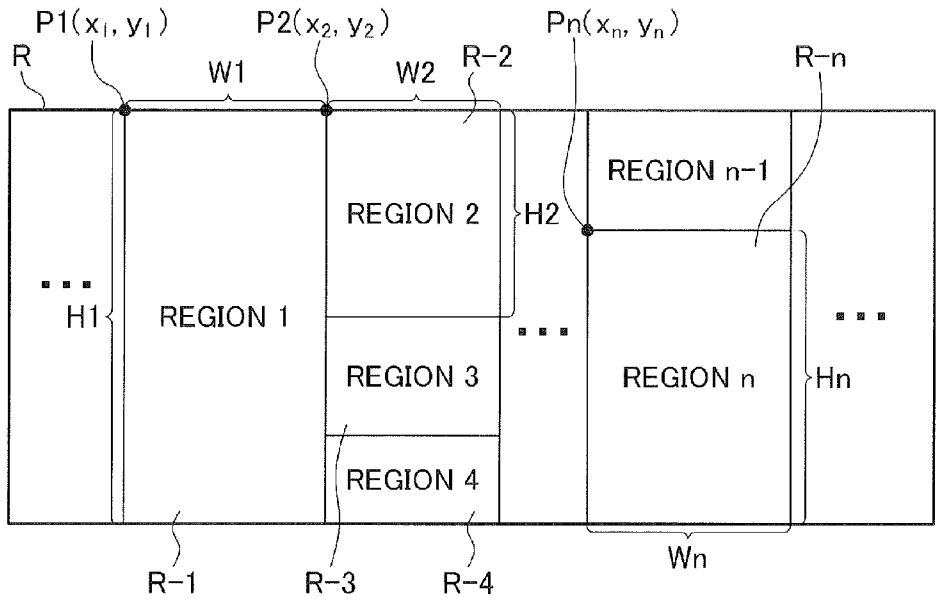 P1(x₁, y₁)
P2(x₂, y₂)
Pn(xₙ, yₙ)
R
W1
W2
R-2
R-n
REGION n-1
REGION 2
H2
...
H1
REGION 1
...
...
REGION 3
REGION n
Hn
REGION 4
Wn
R-1
R-3
R-4